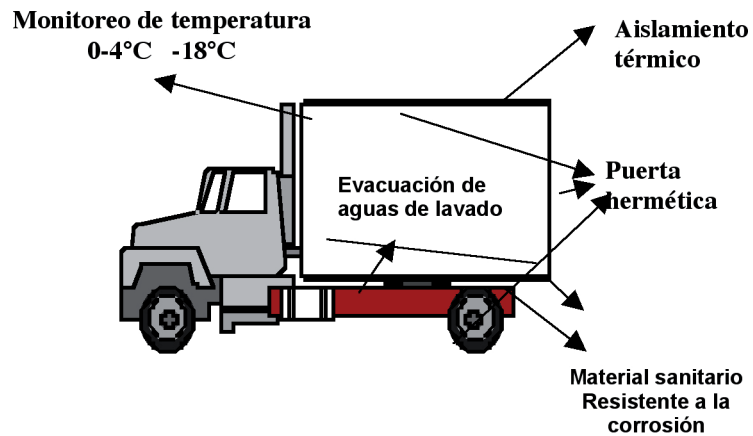 Monitoreo de temperatura
0-4°C -18°C
Aislamiento
térmico
Puerta
hermética
Evacuación de
aguas de lavado
Material sanitario
Resistente a la
corrosión